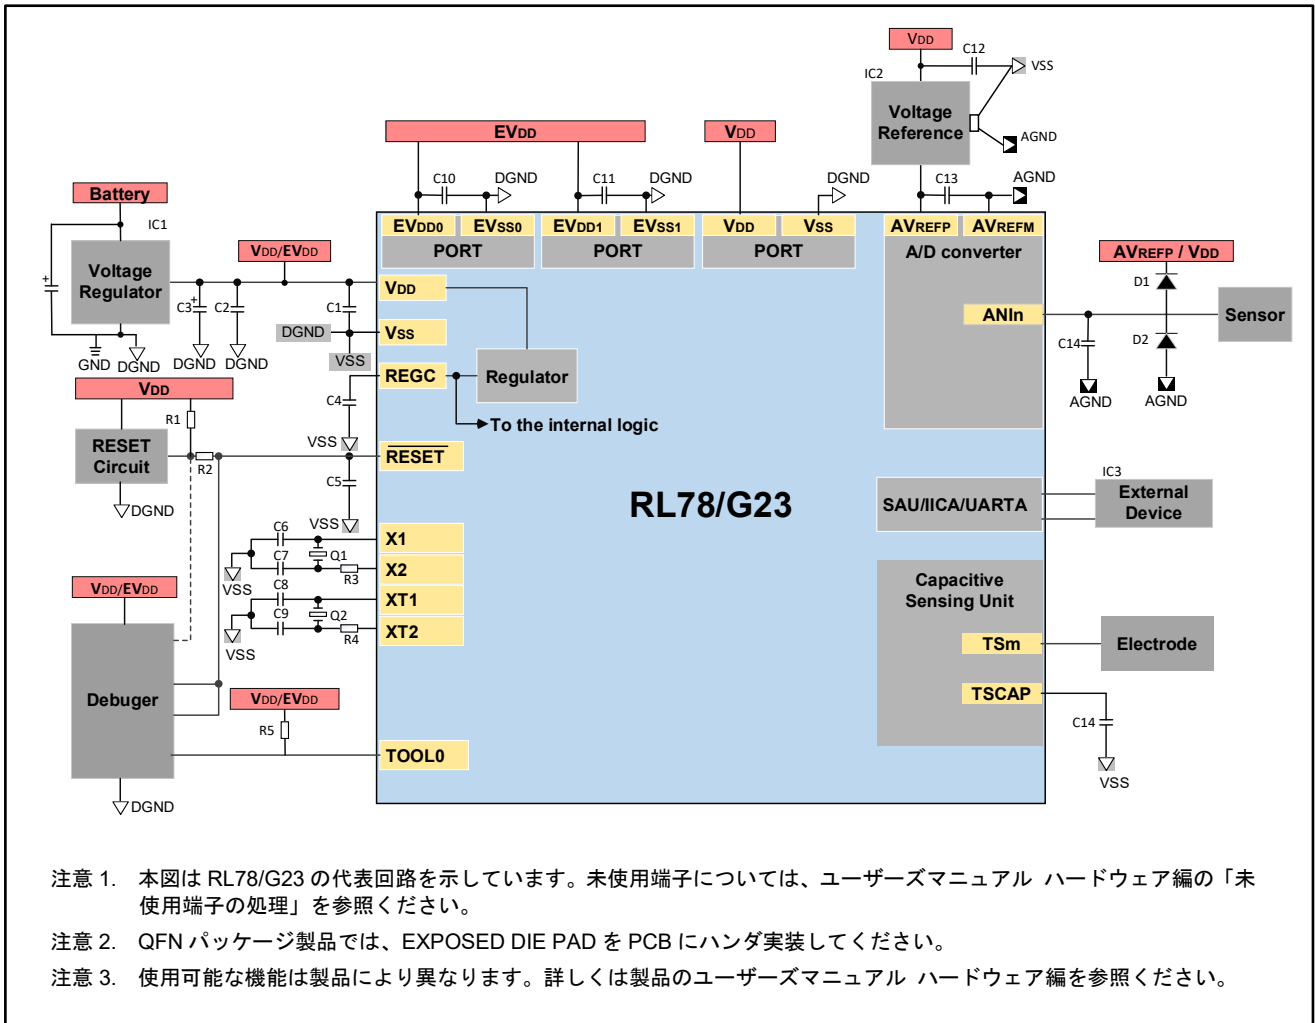 VDD
C12
VSS
IC2
Voltage
Reference
AGND
EVDD
VDD
C10
DGND
C11
DGND
DGND
C13
AGND
Battery
IC1
Voltage
Regulator
VDD/EVDD
EVDD0
EVSS0
PORT
EVDD1
EVSS1
PORT
VDD
VSS
PORT
AVREFP
AVREFM
A/D converter
AVREFP / VDD
D1
Sensor
+
C3
+
C2
C1
VDD
ANIn
C14
D2
DGND
VSS
VSS
GND
DGND
DGND
DGND
AGND
AGND
VDD
REGC
Regulator
C4
R1
To the internal logic
VSS
RESET
Circuit
R2
RESET
C5
DGND
VSS
RL78/G23
SAU/IICA/UARTA
IC3
External
Device
C6
X1
C7
Q1
R3
X2
VSS
C8
XT1
C9
Q2
R4
XT2
VSS
VDD/EVDD
Capacitive
Sensing Unit
TSm
Electrode
Debuger
VDD/EVDD
R5
TOOL0
TSCAP
C14
VSS
DGND
注意 1. 本図は RL78/G23 の代表回路を示しています。未使用端子については、ユーザーズマニュアル ハードウェア編の「未
使用端子の処理」を参照ください。
注意 2. QFN パッケージ製品では、EXPOSED DIE PAD を PCB にハンダ実装してください。
注意 3. 使用可能な機能は製品により異なります。詳しくは製品のユーザーズマニュアル ハードウェア編を参照ください。